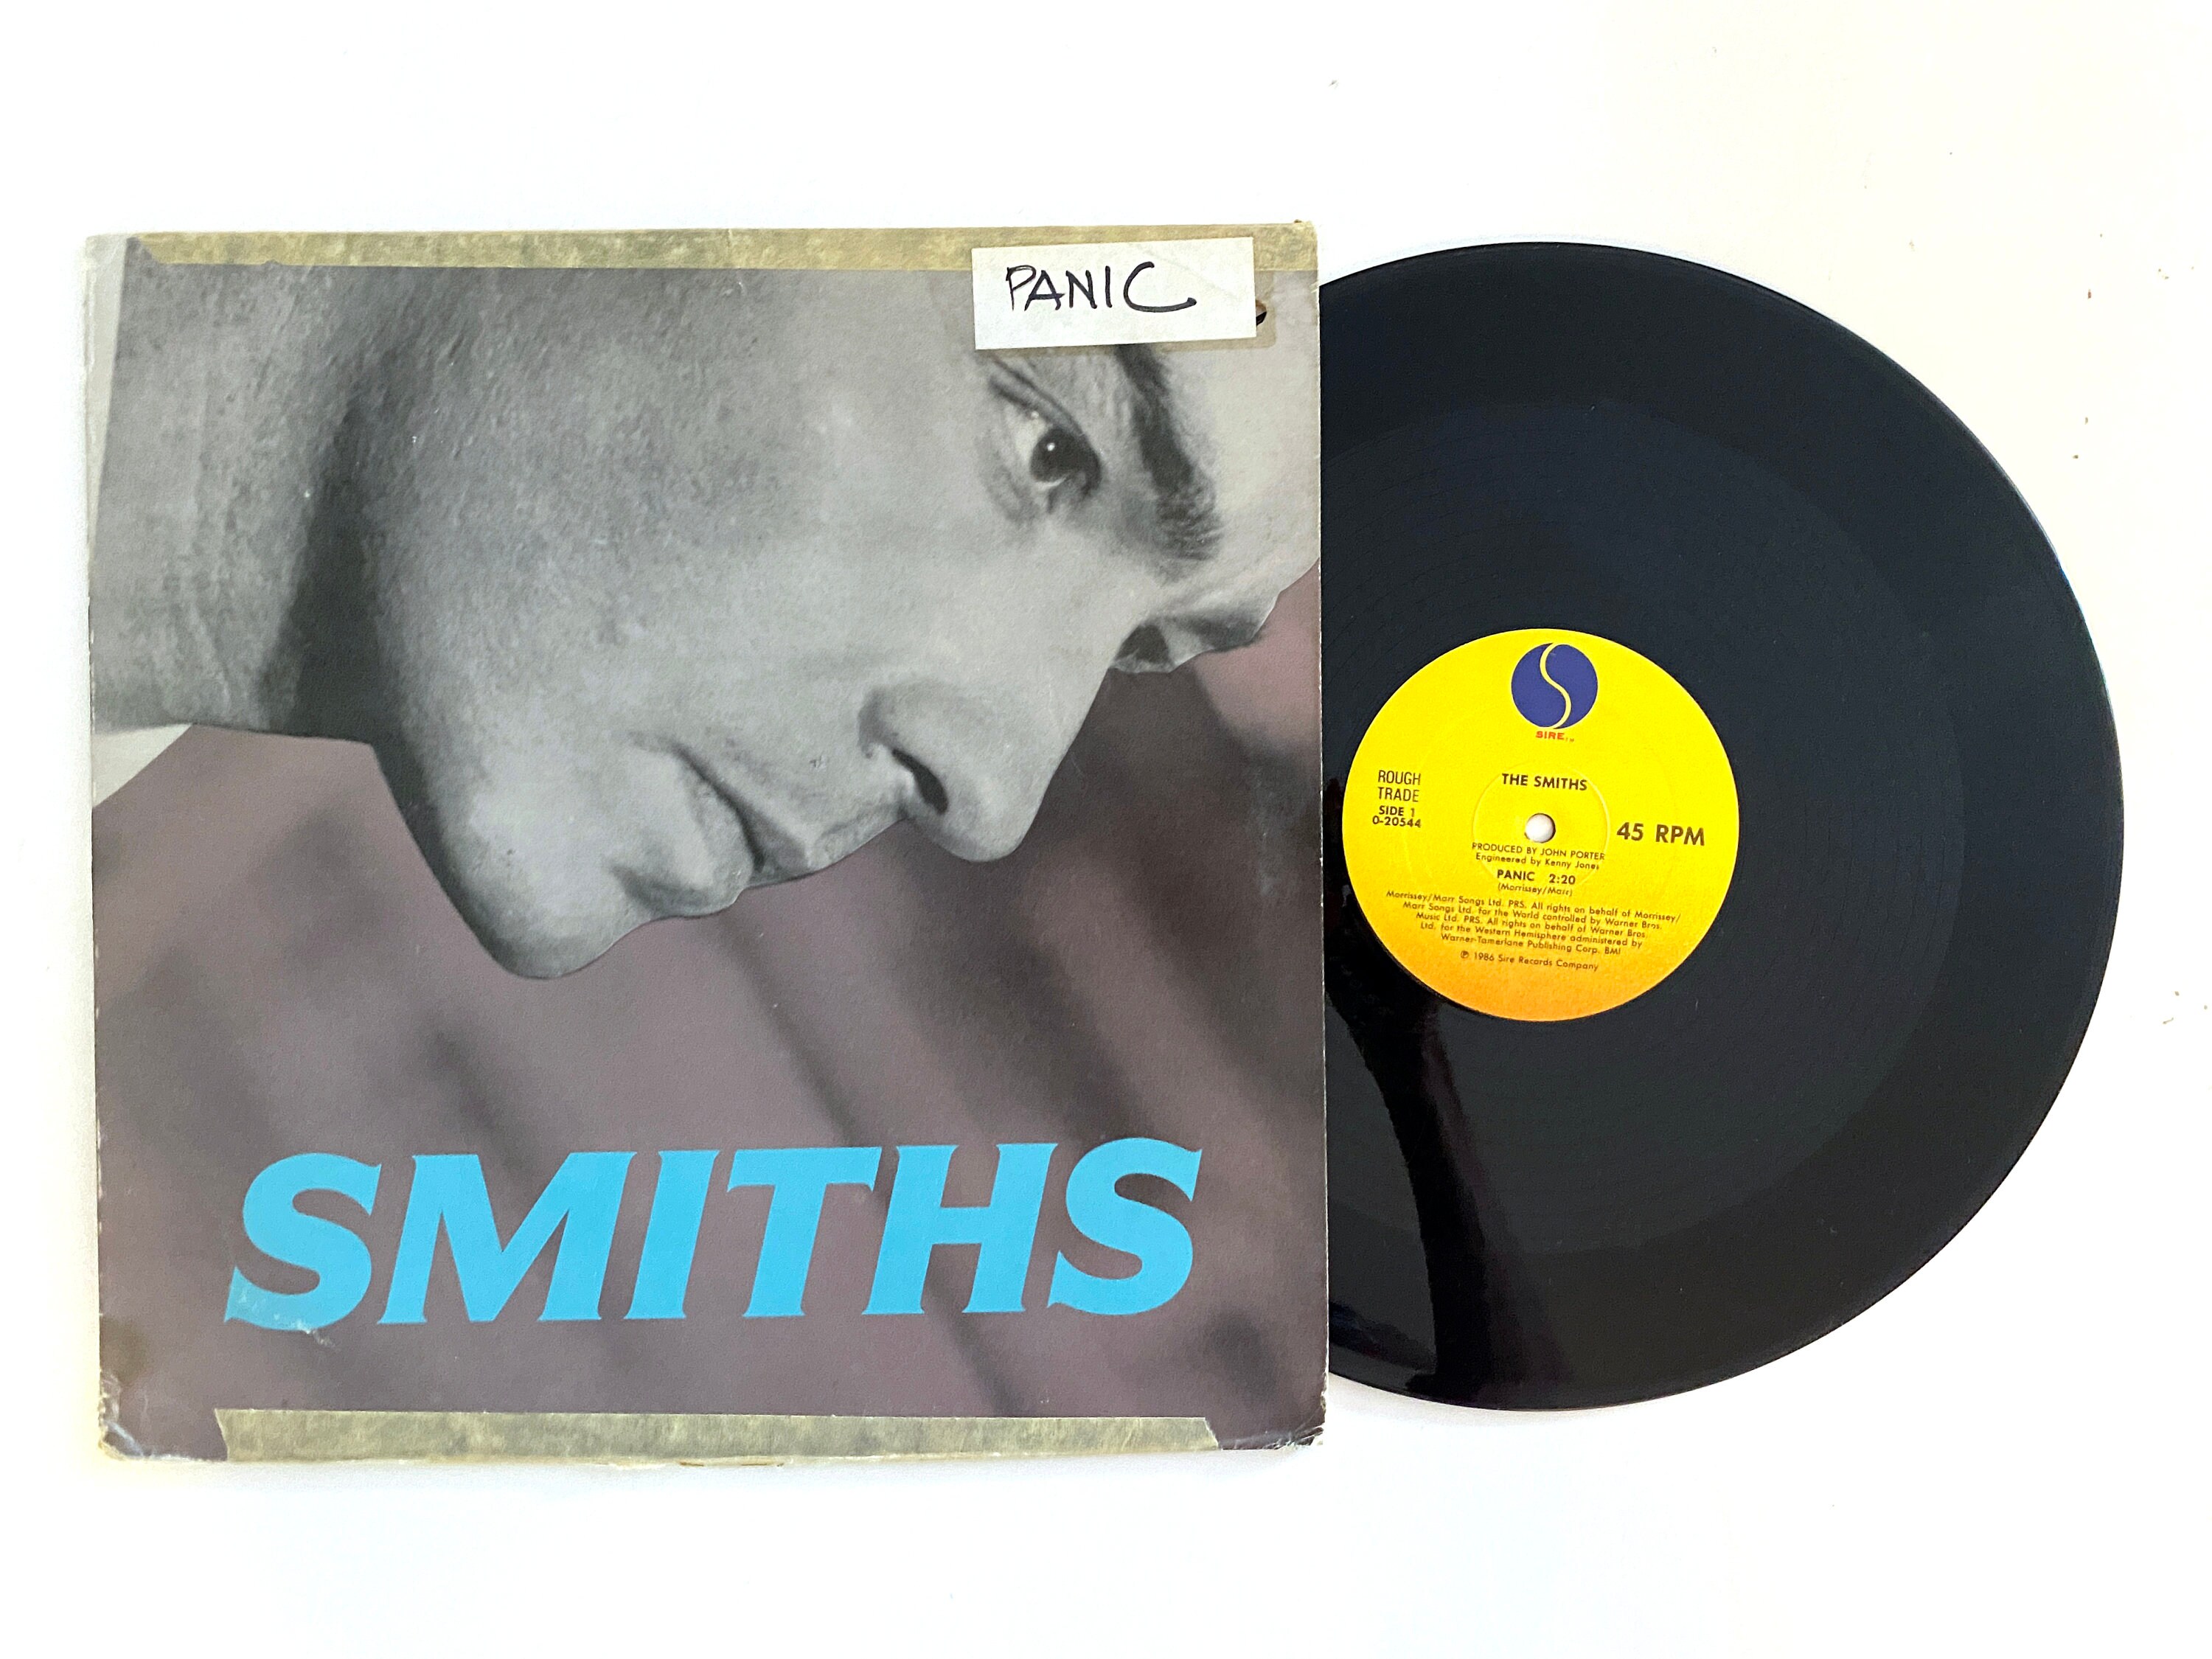 PANIC
SMITHS
SIRE
ROUGH
TRADE
SIDE 1
0-20544
THE SMITHS
45 RPM
PRODUCED BY JOHN PORTER
Engineered by Kenny Jones
PANIC 2:20
(Morrissey/Marr)
Morrissey/Marr Songs Ltd. PRS. All rights on behalf of Morrissey/
Marr Songs Ltd. for the World controlled by Warner Bros.
Music Ltd. PRS. All rights on behalf of Warner Bros.
Ltd. for the Western Hemisphere administered by
Warner-Tamerlane Publishing Corp. BMI
℗ 1986 Sire Records Company